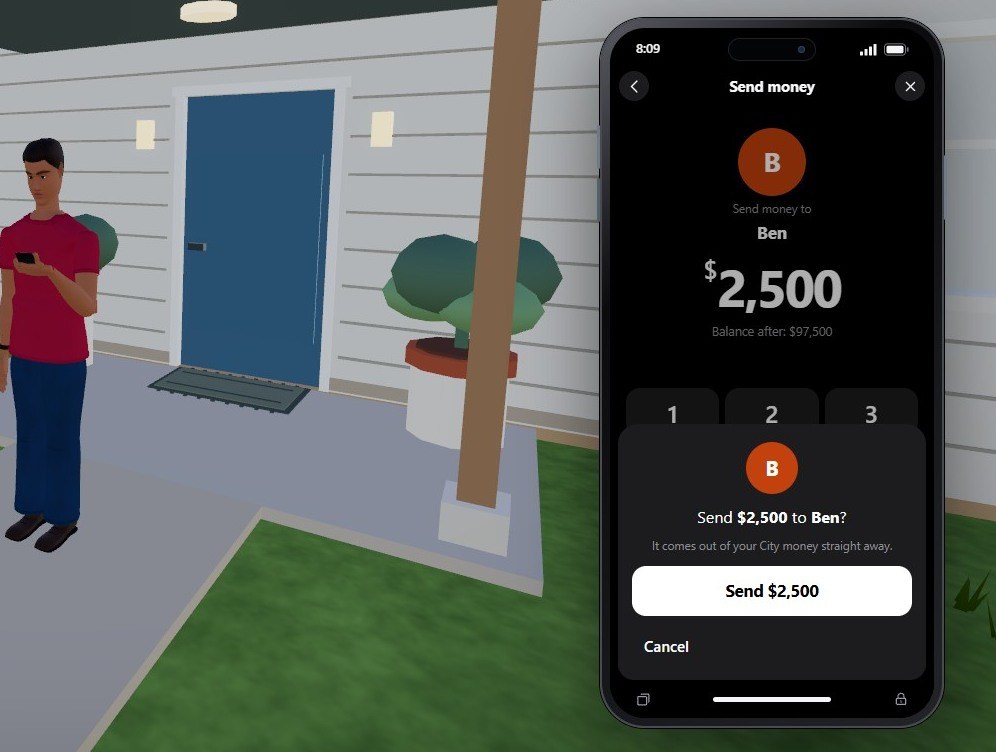 8:09
Send money
B
Send money to
Ben
$2,500
Balance after: $97,500
1 2 3
B
Send $2,500 to Ben?
It comes out of your City money straight away.
Send $2,500
Cancel